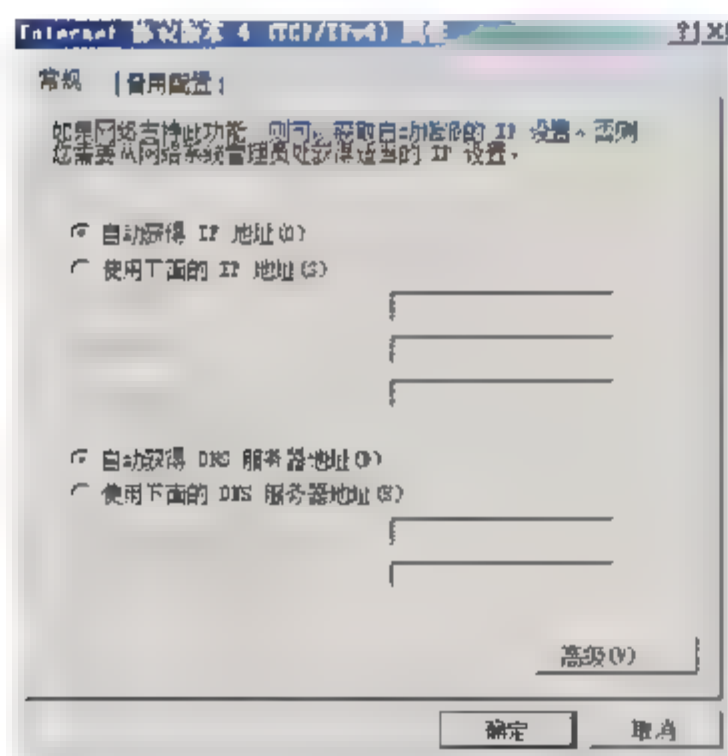 Internet 协议版本 4 (TCP/IPv4) 属性
常规 备用配置
如果网络支持此功能,则可以获取自动指派的 IP 设置。否则
您需要从网络系统管理员处获得适当的 IP 设置。
自动获得 IP 地址(O)
使用下面的 IP 地址(S)
自动获得 DNS 服务器地址(B)
使用下面的 DNS 服务器地址(E)
高级(V)
确定 取消